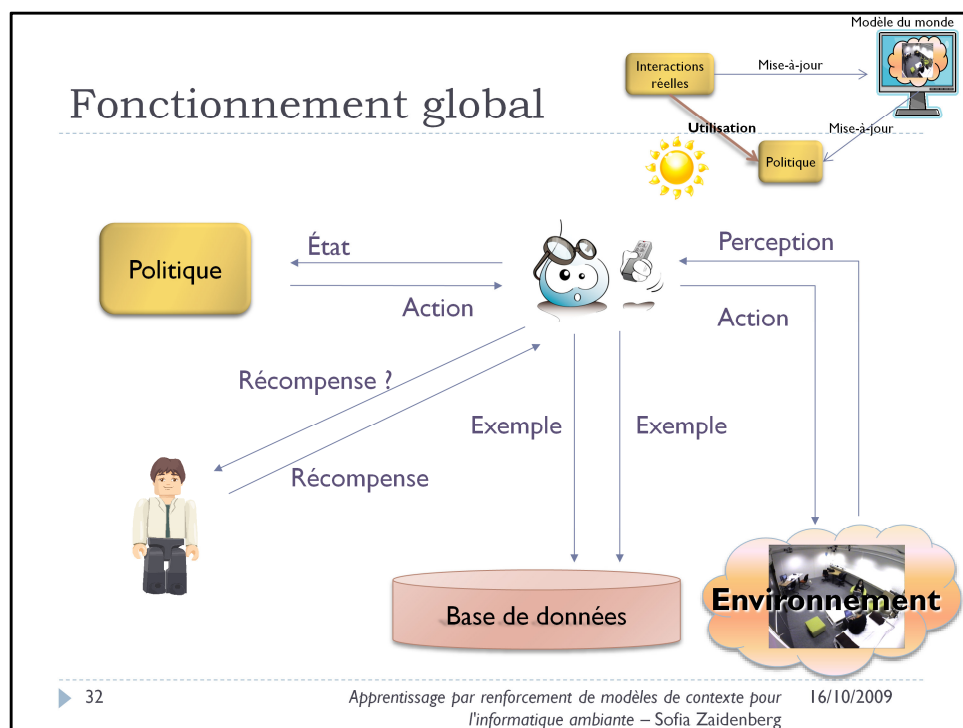 Modèle du monde
Interactions
réelles
Mise-à-jour
Fonctionnement global
Utilisation
Mise-à-jour
Politique
Politique
État
Action
Perception
Action
Récompense ?
Récompense
Exemple
Exemple
Base de données
Environnement
32
Apprentissage par renforcement de modèles de contexte pour
l'informatique ambiante – Sofia Zaidenberg
16/10/2009